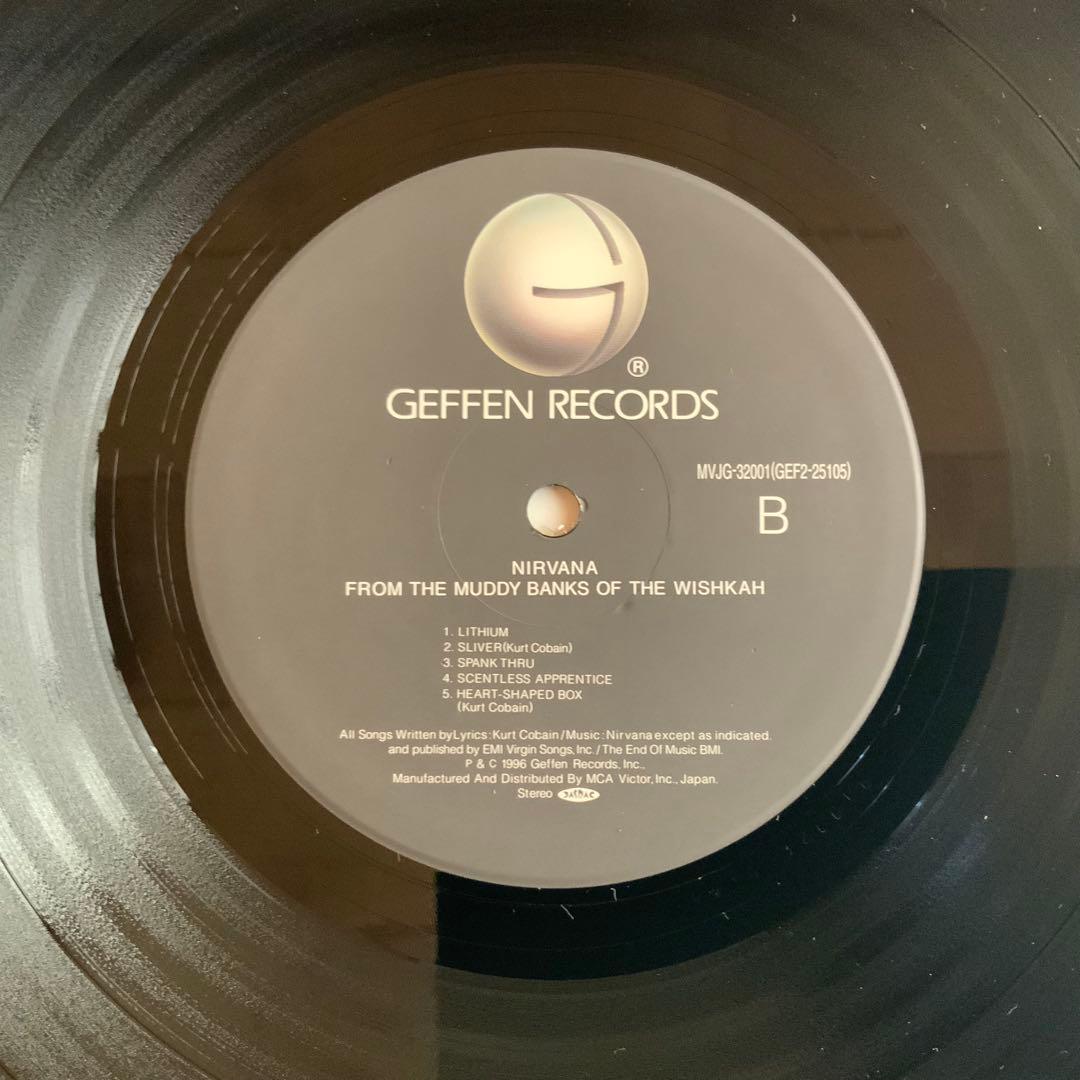 ®
GEFFEN RECORDS
MVJG-32001(GEF2-25105)
B
NIRVANA
FROM THE MUDDY BANKS OF THE WISHKAH
1. LITHIUM
2. SLIVER(Kurt Cobain)
3. SPANK THRU
4. SCENTLESS APPRENTICE
5. HEART-SHAPED BOX
(Kurt Cobain)
All Songs Written by Lyrics: Kurt Cobain/Music: Nirvana except as indicated.
and published by EMI Virgin Songs, Inc./The End Of Music BMI.
P & C 1996 Geffen Records, Inc.,
Manufactured And Distributed By MCA Victor, Inc., Japan.
Stereo JASRAC